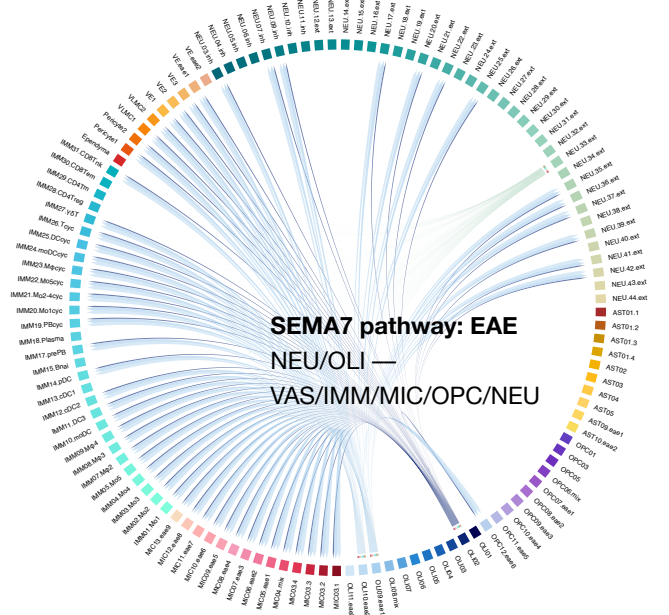 NEU.03.inh
NEU.04.inh
NEU.05.inh
NEU.06.inh
NEU.07.inh
NEU.09.inh
NEU.10.inh
NEU.11.inh
NEU.12.ext
NEU.13.ext
NEU.14.ext
NEU.15.ext
NEU.16.ext
NEU.17.ext
NEU.18.ext
NEU.19.ext
NEU.20.ext
NEU.21.ext
NEU.22.ext
NEU.23.ext
NEU.24.ext
NEU.25.ext
NEU.26.ext
NEU.27.ext
NEU.28.ext
NEU.29.ext
NEU.30.ext
NEU.31.ext
NEU.32.ext
NEU.33.ext
NEU.34.ext
NEU.35.ext
NEU.36.ext
NEU.37.ext
NEU.38.ext
NEU.39.ext
NEU.40.ext
NEU.41.ext
NEU.42.ext
NEU.43.ext
NEU.44.ext
AST01.1
AST01.2
AST01.3
AST01.4
AST02
AST03
AST04
AST05
AST09.eae1
AST10.eae2
OPC01
OPC03
OPC05
OPC06.mix
OPC07.eae1
OPC08.eae2
OPC09.eae3
OPC10.eae4
OPC11.eae5
OPC12.eae6
OLI01
OLI02
OLI03
OLI04
OLI05
OLI06
OLI07
OLI08.mix
OLI09.eae1
OLI10.eae2
OLI11.eae3
MIC03.1
MIC03.2
MIC03.3
MIC03.4
MIC04.mix
MIC05.eae1
MIC06.eae2
MIC07.eae3
MIC08.eae4
MIC09.eae5
MIC10.eae6
MIC11.eae7
MIC12.eae8
MIC13.eae9
IMM01.Mo1
IMM02.Mo2
IMM03.Mo3
IMM04.Mo4
IMM05.Mo5
IMM07.Mφ2
IMM08.Mφ3
IMM09.Mφ4
IMM10.moDC
IMM11.DC3
IMM12.cDC2
IMM13.cDC1
IMM14.pDC
IMM15.Bnai
IMM17.prePB
IMM18.Plasma
IMM19.PBcyc
IMM20.Mo1cyc
IMM21.Mo2-4cyc
IMM22.Mo5cyc
IMM23.Mφcyc
IMM24.moDCcyc
IMM25.DCcyc
IMM26.Tcyc
IMM27.γδT
IMM28.CD4Treg
IMM29.CD4Tm
IMM30.CD8Tem
IMM31.CD8Tnk
Ependyma
Pericyte1
Pericyte2
VLMC1
VLMC2
VE1
VE2
VE3
VE.eae1
VE.eae2
SEMA7 pathway: EAE
NEU/OLI —
VAS/IMM/MIC/OPC/NEU